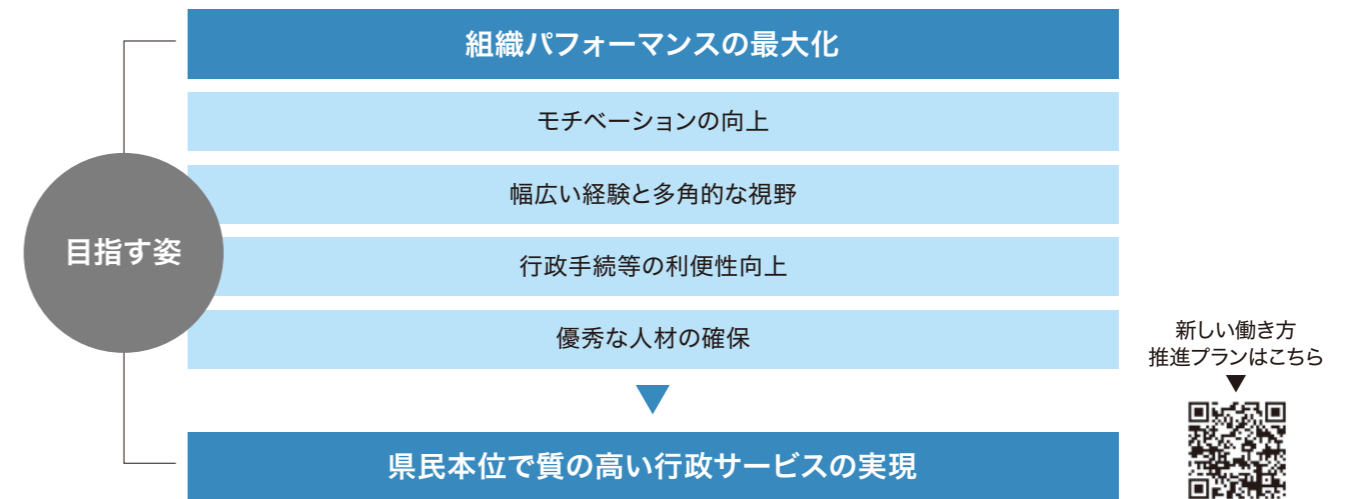 組織パフォーマンスの最大化
モチベーションの向上
幅広い経験と多角的な視野
目指す姿
行政手続等の利便性向上
優秀な人材の確保
新しい働き方
推進プランはこちら
県民本位で質の高い行政サービスの実現